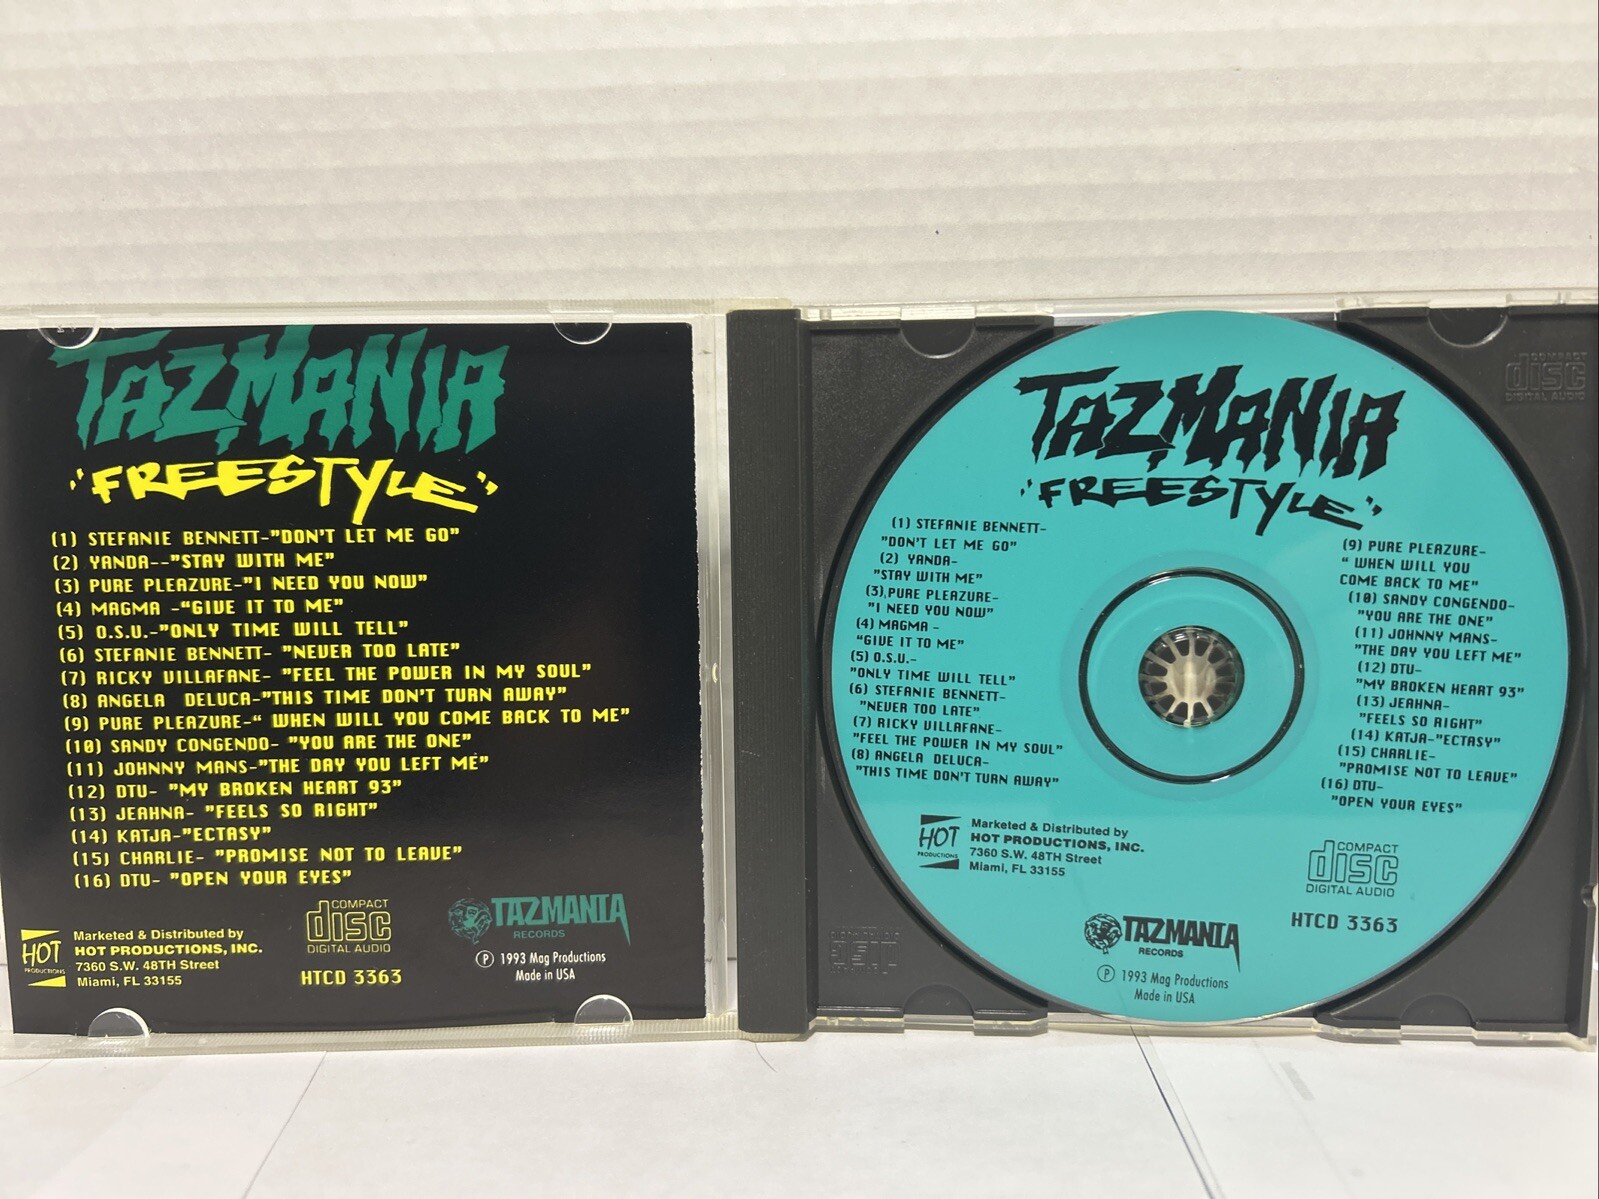 TAZMANIA
"FREESTYLE"
(1) STEFANIE BENNETT-"DON'T LET ME GO"
(2) YANDA--"STAY WITH ME"
(3) PURE PLEAZURE-"I NEED YOU NOW"
(4) MAGMA -"GIVE IT TO ME"
(5) O.S.U.-"ONLY TIME WILL TELL"
(6) STEFANIE BENNETT- "NEVER TOO LATE"
(7) RICKY VILLAFANE- "FEEL THE POWER IN MY SOUL"
(8) ANGELA DELUCA-"THIS TIME DON'T TURN AWAY"
(9) PURE PLEAZURE-" WHEN WILL YOU COME BACK TO ME"
(10) SANDY CONGENDO- "YOU ARE THE ONE"
(11) JOHNNY MANS-"THE DAY YOU LEFT ME"
(12) DTU- "MY BROKEN HEART 93"
(13) JEAHNA- "FEELS SO RIGHT"
(14) KATJA-"ECTASY"
(15) CHARLIE- "PROMISE NOT TO LEAVE"
(16) DTU- "OPEN YOUR EYES"
HOT
PRODUCTIONS
Marketed & Distributed by
HOT PRODUCTIONS, INC.
7360 S.W. 48TH Street
Miami, FL 33155
COMPACT
disc
DIGITAL AUDIO
HTCD 3363
TAZMANIA
RECORDS
℗ 1993 Mag Productions
Made in USA
TAZMANIA
"FREESTYLE"
(1) STEFANIE BENNETT-
"DON'T LET ME GO"
(2) YANDA-
"STAY WITH ME"
(3),PURE PLEAZURE-
"I NEED YOU NOW"
(4) MAGMA -
"GIVE IT TO ME"
(5) O.S.U.-
"ONLY TIME WILL TELL"
(6) STEFANIE BENNETT-
"NEVER TOO LATE"
(7) RICKY VILLAFANE-
"FEEL THE POWER IN MY SOUL"
(8) ANGELA DELUCA-
"THIS TIME DON'T TURN AWAY"
(9) PURE PLEAZURE-
" WHEN WILL YOU
COME BACK TO ME"
(10) SANDY CONGENDO-
"YOU ARE THE ONE"
(11) JOHNNY MANS-
"THE DAY YOU LEFT ME"
(12) DTU-
"MY BROKEN HEART 93"
(13) JEAHNA-
"FEELS SO RIGHT"
(14) KATJA-"ECTASY"
(15) CHARLIE-
"PROMISE NOT TO LEAVE"
(16) DTU-
"OPEN YOUR EYES"
HOT
PRODUCTIONS
Marketed & Distributed by
HOT PRODUCTIONS, INC.
7360 S.W. 48TH Street
Miami, FL 33155
COMPACT
disc
DIGITAL AUDIO
HTCD 3363
TAZMANIA
RECORDS
℗ 1993 Mag Productions
Made in USA
COMPACT
disc
DIGITAL AUDIO